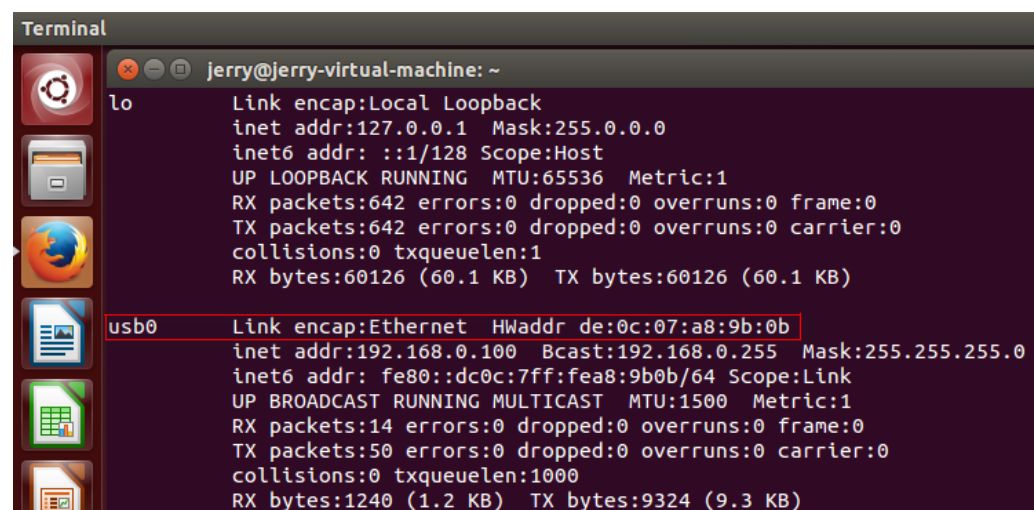 Terminal
jerry@jerry-virtual-machine: ~
lo Link encap:Local Loopback
inet addr:127.0.0.1 Mask:255.0.0.0
inet6 addr: ::1/128 Scope:Host
UP LOOPBACK RUNNING MTU:65536 Metric:1
RX packets:642 errors:0 dropped:0 overruns:0 frame:0
TX packets:642 errors:0 dropped:0 overruns:0 carrier:0
collisions:0 txqueuelen:1
RX bytes:60126 (60.1 KB) TX bytes:60126 (60.1 KB)
usb0 Link encap:Ethernet HWaddr de:0c:07:a8:9b:0b
inet addr:192.168.0.100 Bcast:192.168.0.255 Mask:255.255.255.0
inet6 addr: fe80::dc0c:7ff:fea8:9b0b/64 Scope:Link
UP BROADCAST RUNNING MULTICAST MTU:1500 Metric:1
RX packets:14 errors:0 dropped:0 overruns:0 frame:0
TX packets:50 errors:0 dropped:0 overruns:0 carrier:0
collisions:0 txqueuelen:1000
RX bytes:1240 (1.2 KB) TX bytes:9324 (9.3 KB)